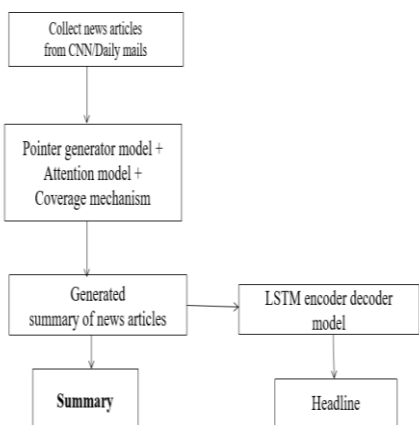 Collect news articles
from CNN/Daily mails
Pointer generator model +
Attention model +
Coverage mechanism
Generated
summary of news articles
LSTM encoder decoder
model
Summary
Headline